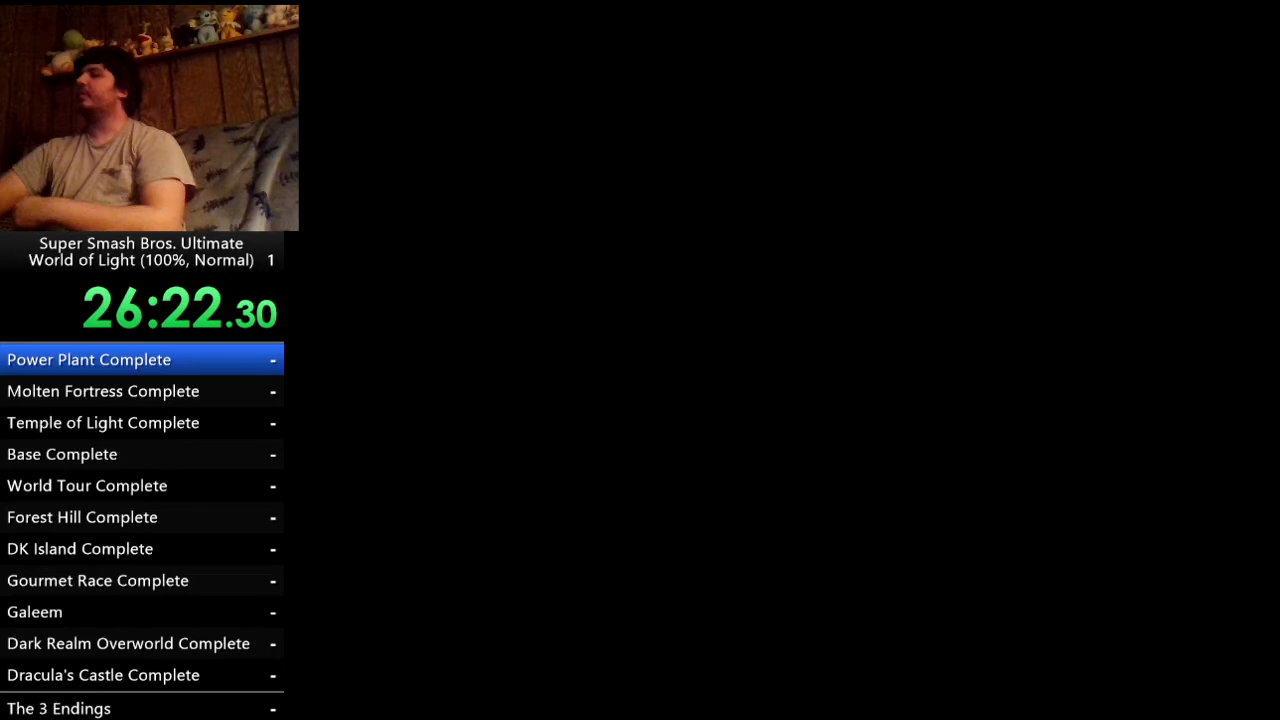 Super Smash Bros. Ultimate
World of Light (100%, Normal) 1
26:22.30
Power Plant Complete -
Molten Fortress Complete -
Temple of Light Complete -
Base Complete -
World Tour Complete -
Forest Hill Complete -
DK Island Complete -
Gourmet Race Complete -
Galeem -
Dark Realm Overworld Complete -
Dracula's Castle Complete -
The 3 Endings -